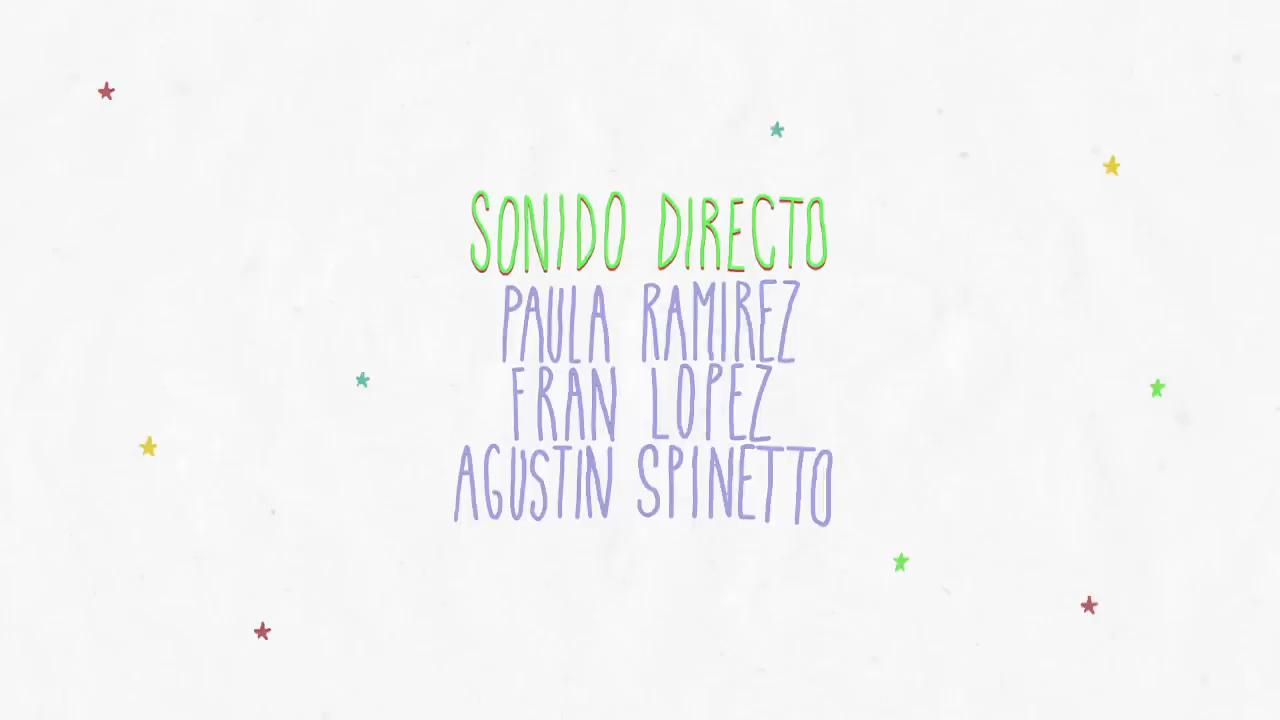 SONIDO DIRECTO
PAULA RAMIREZ
FRAN LOPEZ
AGUSTIN SPINETTO